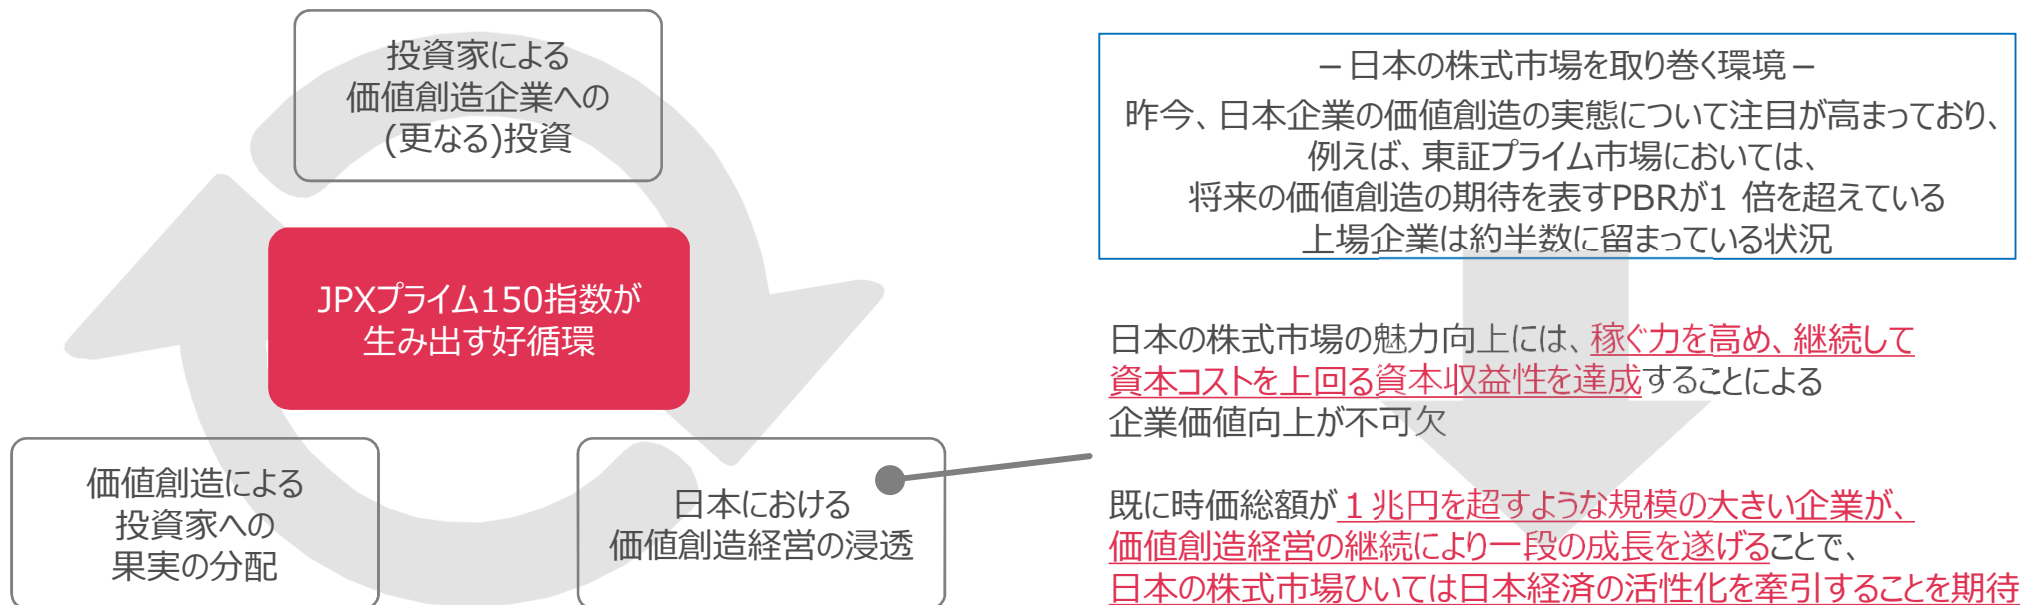 投資家による
価値創造企業への
(更なる)投資
JPXプライム150指数が
生み出す好循環
価値創造による
投資家への
果実の分配
日本における
価値創造経営の浸透
– 日本の株式市場を取り巻く環境 –
昨今、日本企業の価値創造の実態について注目が高まっており、
例えば、東証プライム市場においては、
将来の価値創造の期待を表すPBRが1 倍を超えている
上場企業は約半数に留まっている状況
日本の株式市場の魅力向上には、稼ぐ力を高め、継続して
資本コストを上回る資本収益性を達成することによる
企業価値向上が不可欠
既に時価総額が１兆円を超すような規模の大きい企業が、
価値創造経営の継続により一段の成長を遂げることで、
日本の株式市場ひいては日本経済の活性化を牽引することを期待